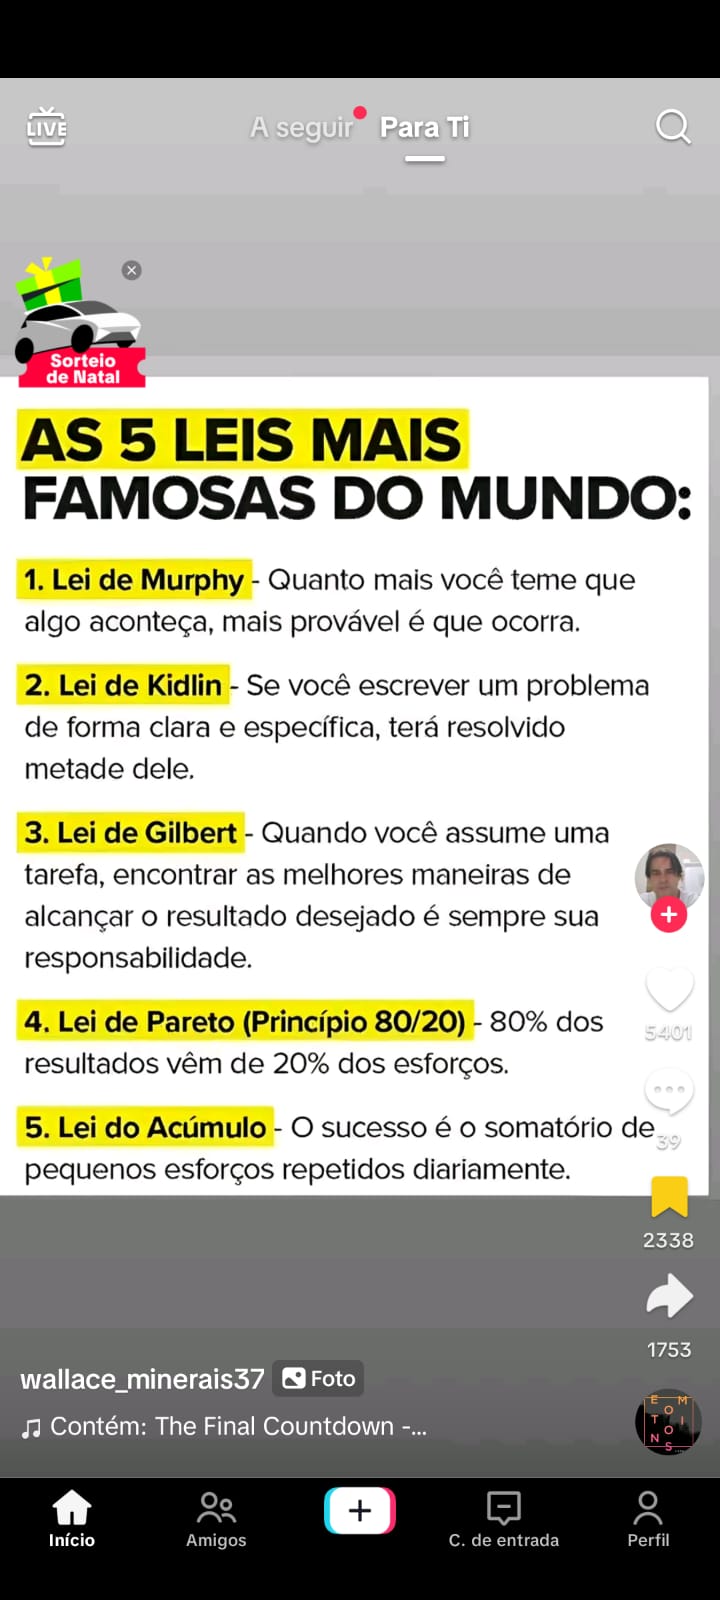 LIVE
A seguir
Para Ti
Sorteio
de Natal
AS 5 LEIS MAIS
FAMOSAS DO MUNDO:
1. Lei de Murphy - Quanto mais você teme que
algo aconteça, mais provável é que ocorra.
2. Lei de Kidlin - Se você escrever um problema
de forma clara e específica, terá resolvido
metade dele.
3. Lei de Gilbert - Quando você assume uma
tarefa, encontrar as melhores maneiras de
alcançar o resultado desejado é sempre sua
responsabilidade.
4. Lei de Pareto (Princípio 80/20) - 80% dos
resultados vêm de 20% dos esforços.
5. Lei do Acúmulo - O sucesso é o somatório de
pequenos esforços repetidos diariamente.
5401
39
2338
1753
wallace_minerais37
Foto
Contém: The Final Countdown -...
Início
Amigos
C. de entrada
Perfil